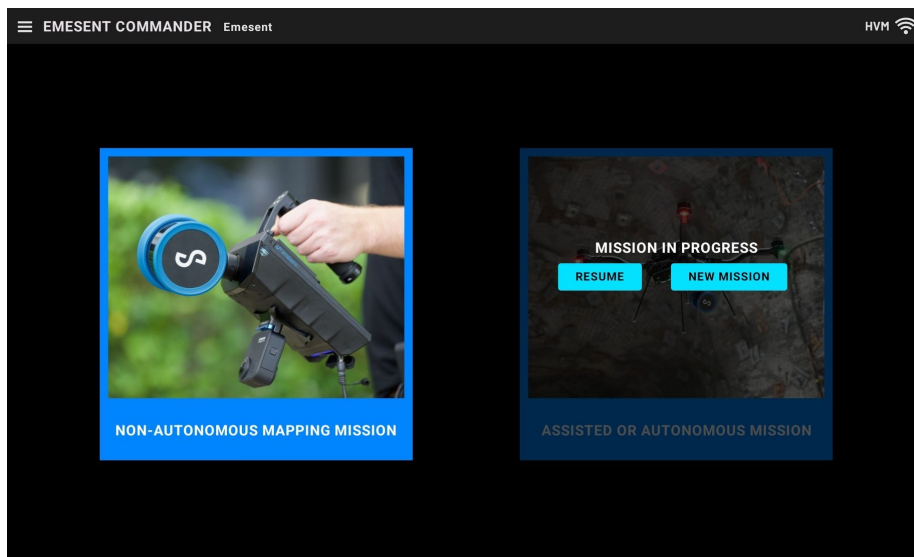 EMESENT COMMANDER Emesent
HVM
MISSION IN PROGRESS
RESUME NEW MISSION
NON-AUTONOMOUS MAPPING MISSION
ASSISTED OR AUTONOMOUS MISSION